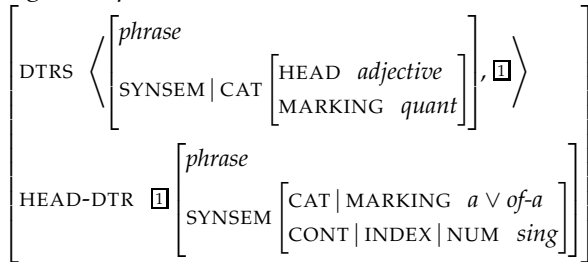 phrase
DTRS ⟨ SYNSEM | CAT HEAD adjective , 1 ⟩
MARKING quant
phrase
HEAD-DTR 1 SYNSEM CAT | MARKING a ∨ of-a
CONT | INDEX | NUM sing